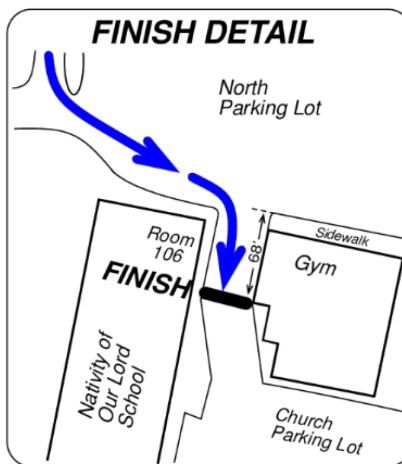 FINISH DETAIL
North
Parking Lot
Room
106
FINISH
68'
Sidewalk
Gym
Nativity of
Our Lord
School
Church
Parking Lot